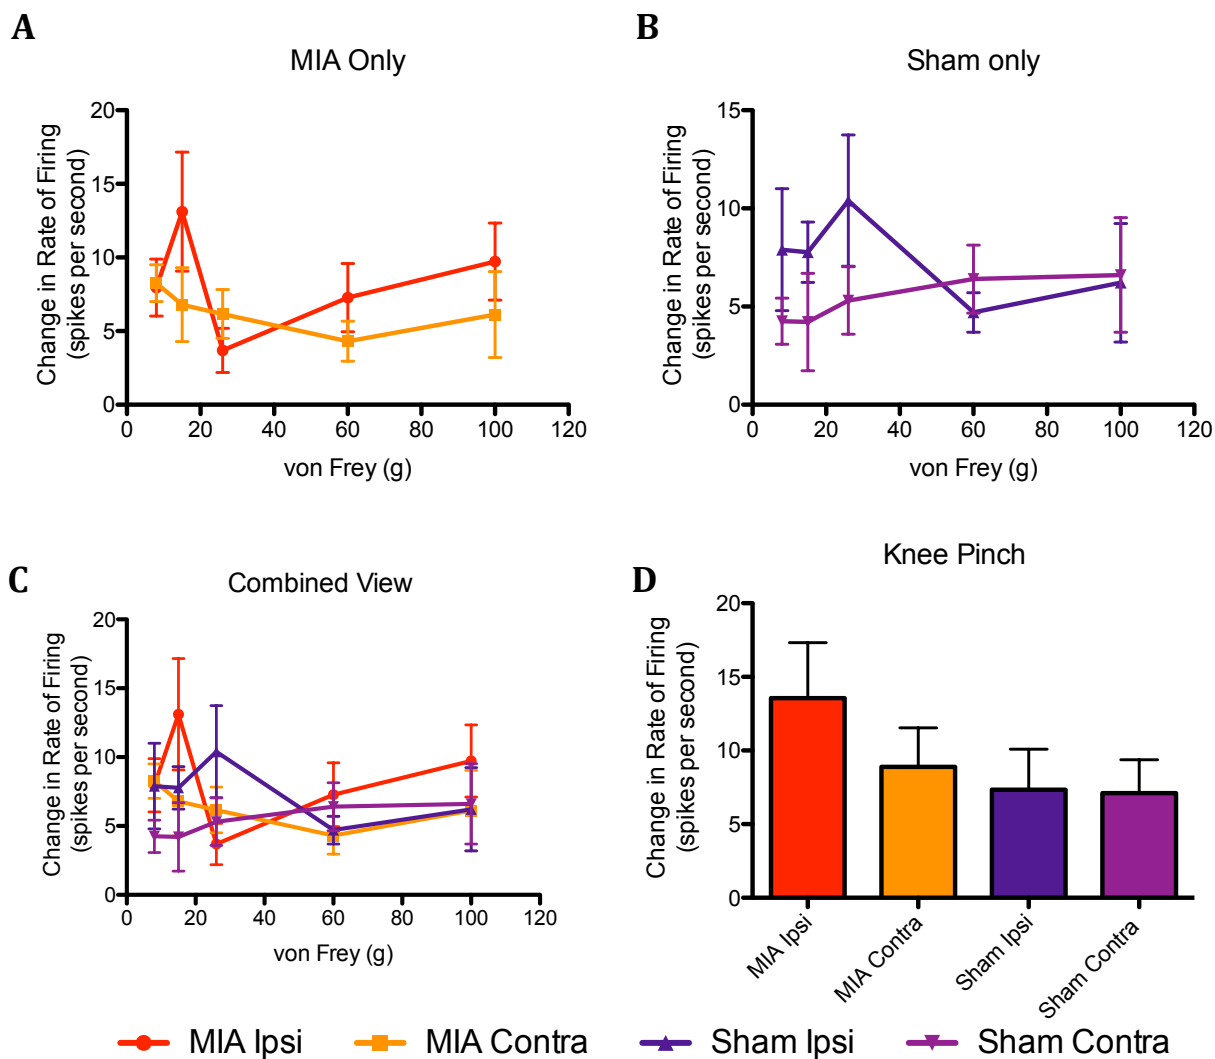 A
MIA Only
Change in Rate of Firing
(spikes per second)
20
15
10
5
0
0 20 40 60 80 100 120
von Frey (g)
B
Sham only
Change in Rate of Firing
(spikes per second)
15
10
5
0
0 20 40 60 80 100 120
von Frey (g)
C
Combined View
Change in Rate of Firing
(spikes per second)
20
15
10
5
0
0 20 40 60 80 100 120
von Frey (g)
D
Knee Pinch
Change in Rate of Firing
(spikes per second)
20
15
10
5
0
MIA Ipsi
MIA Contra
Sham Ipsi
Sham Contra
MIA Ipsi MIA Contra Sham Ipsi Sham Contra